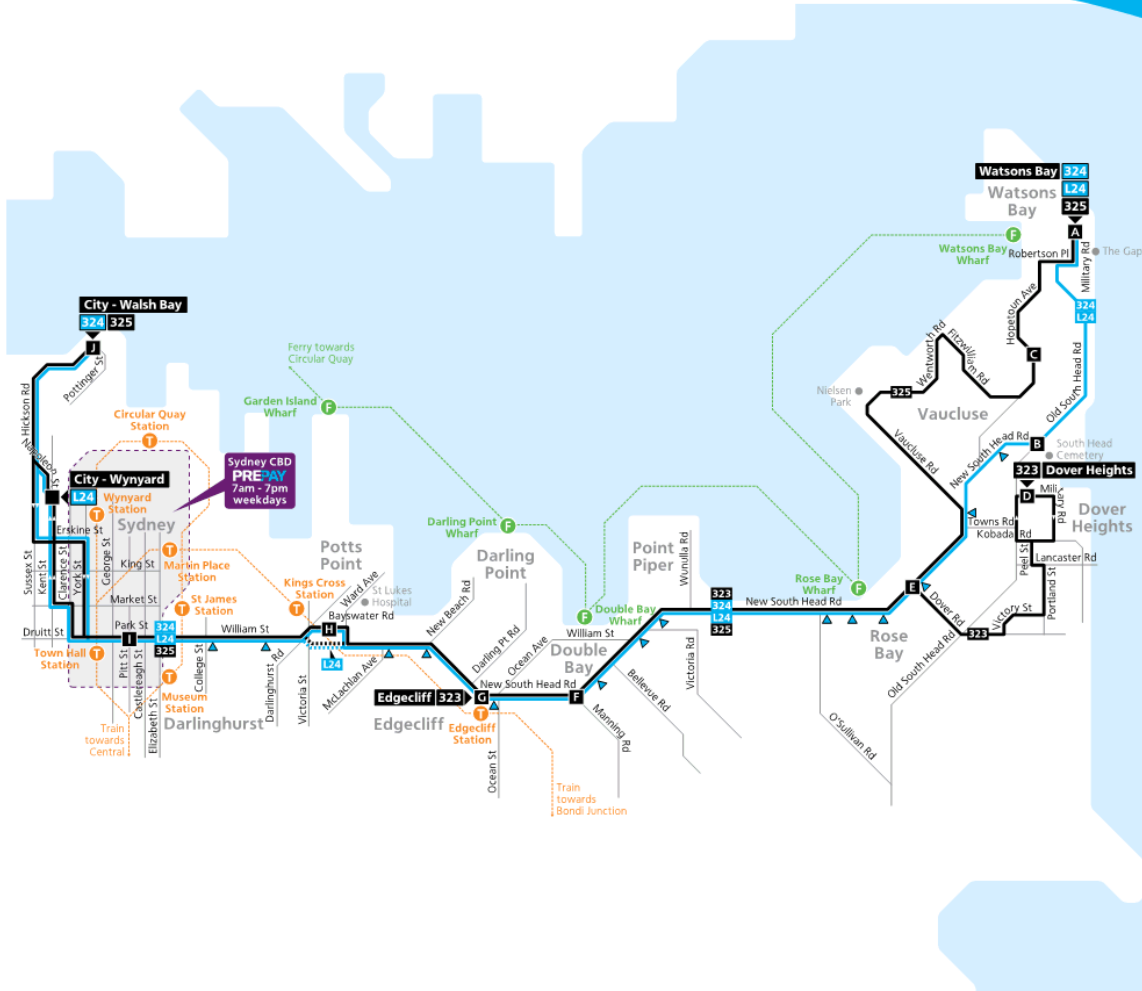 Watsons Bay 324
L24
325
Watsons
Bay
A
F
Watsons Bay
Wharf
Robertson Pl
Military Rd
The Gap
Hopetoun Ave
324
L24
City - Walsh Bay
324 325
J
Pottinger St
Hickson Rd
Ferry towards
Circular Quay
Wentworth Rd
Fitzwilliam Rd
C
Old South Head Rd
Garden Island
Wharf
F
Nielsen
Park
325
Vaucluse
Circular Quay
Station
T
Vaucluse Rd
New South Head Rd
B
South Head
Cemetery
Napoleon St
Sydney CBD
PREPAY
7am - 7pm
weekdays
City - Wynyard
L24
Wynyard
Station
T
323 Dover Heights
D
Military Rd
Dover
Heights
Sydney
Darling Point
Wharf
F
Towns Rd
Kobada Rd
Erskine St
George St
T
Martin Place
Station
King St
Potts
Point
Darling
Point
Point
Piper
Wunulla Rd
Peel St
Lancaster Rd
Portland St
Sussex St
Kent St
Clarence St
York St
Kings Cross
Station
T
Ward Ave
St Lukes
Hospital
Rose Bay
Wharf
F
E
Market St
T
St James
Station
Bayswater Rd
New Beach Rd
F
Double Bay
Wharf
323
324
L24
325
New South Head Rd
Dover Rd
Victory St
323
Druitt St
Park St
I
324
L24
325
William St
H
William St
Double
Bay
Rose
Bay
Town Hall
Station
T
Pitt St
Castlereagh St
Elizabeth St
College St
Darlinghurst Rd
Victoria St
L24
McLachlan Ave
Darling Pt Rd
Ocean Ave
Bellevue Rd
Victoria Rd
Old South Head Rd
T
Museum
Station
Darlinghurst
New South Head Rd
Edgecliff 323
G
F
Edgecliff
T
Edgecliff
Station
Manning Rd
O'Sullivan Rd
Train
towards
Central
Ocean St
Train
towards
Bondi Junction